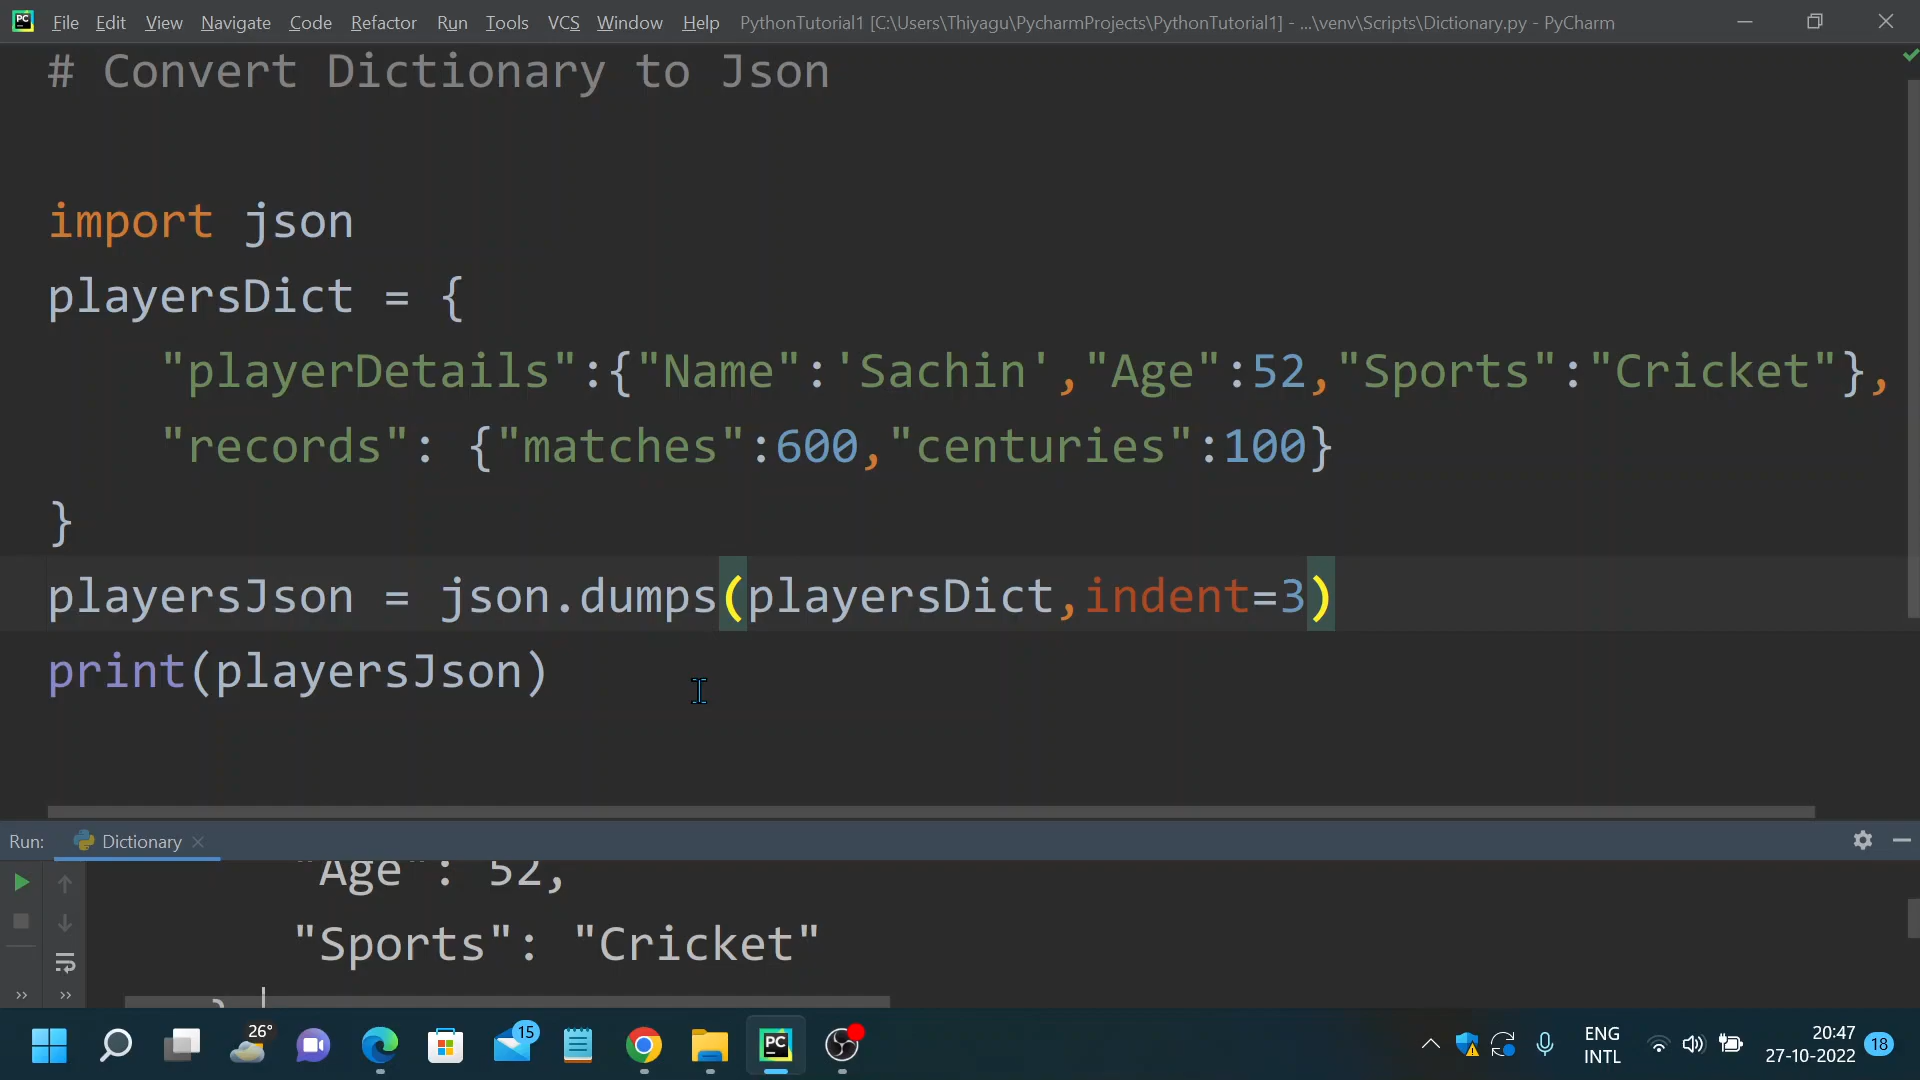 PC File Edit View Navigate Code Refactor Run Tools VCS Window Help PythonTutorial1 [C:\Users\Thiyagu\PycharmProjects\PythonTutorial1] - ...\venv\Scripts\Dictionary.py - PyCharm
# Convert Dictionary to Json
import json
playersDict = {
"playerDetails":{"Name":'Sachin',"Age":52,"Sports":"Cricket"},
"records": {"matches":600,"centuries":100}
}
playersJson = json.dumps(playersDict,indent=3)
print(playersJson)
Run: Dictionary
"Age": 52,
"Sports": "Cricket"
}
26° 15 PC ENG 20:47
INTL 27-10-2022 18